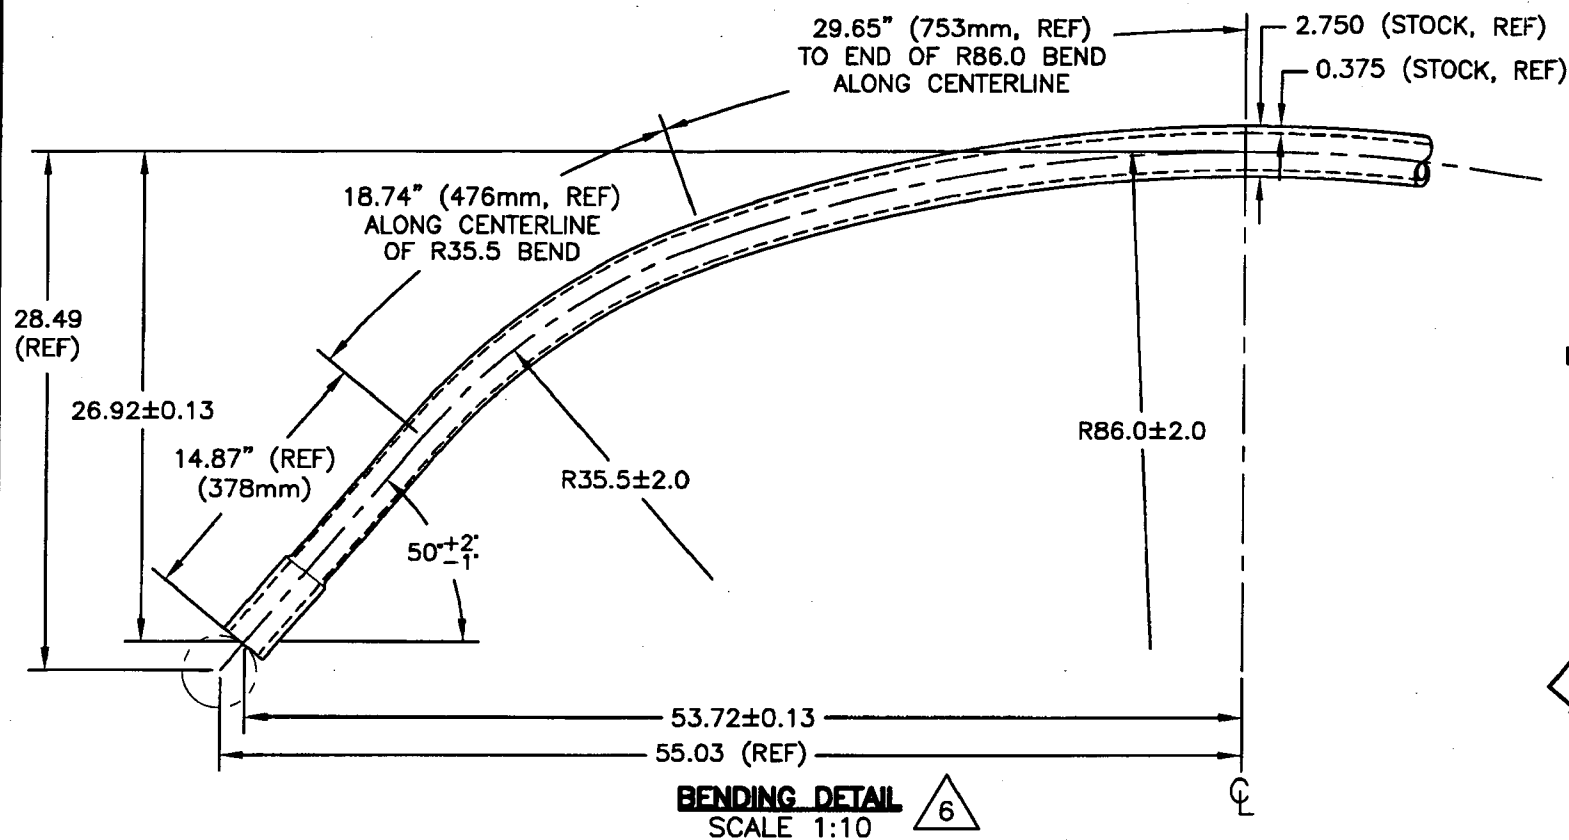 29.65" (753mm, REF)
TO END OF R86.0 BEND
ALONG CENTERLINE
2.750 (STOCK, REF)
0.375 (STOCK, REF)
18.74" (476mm, REF)
ALONG CENTERLINE
OF R35.5 BEND
28.49
(REF)
26.92±0.13
14.87" (REF)
(378mm)
R86.0±2.0
R35.5±2.0
50°+2°
-1°
53.72±0.13
55.03 (REF)
BENDING DETAIL
6
SCALE 1:10
℄